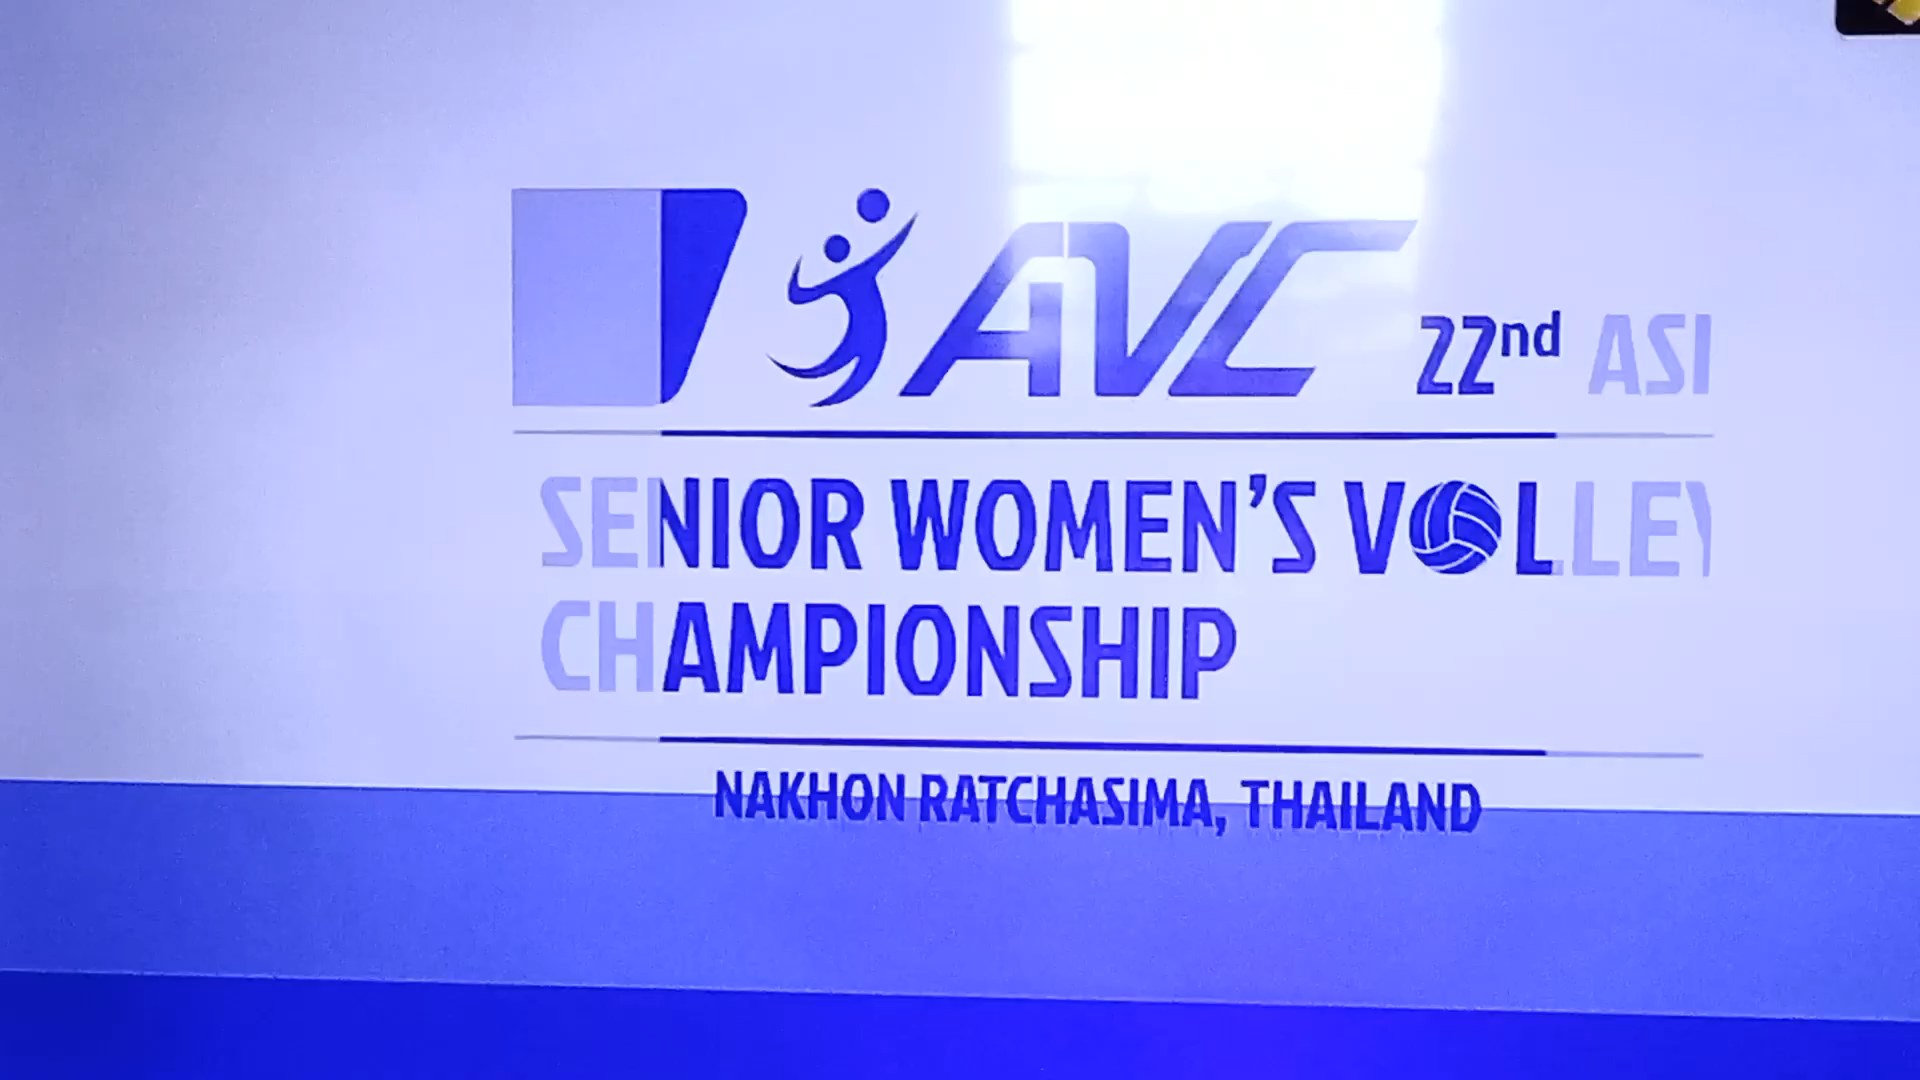 AVC 22nd ASI
SENIOR WOMEN'S VOLLEY
CHAMPIONSHIP
NAKHON RATCHASIMA, THAILAND